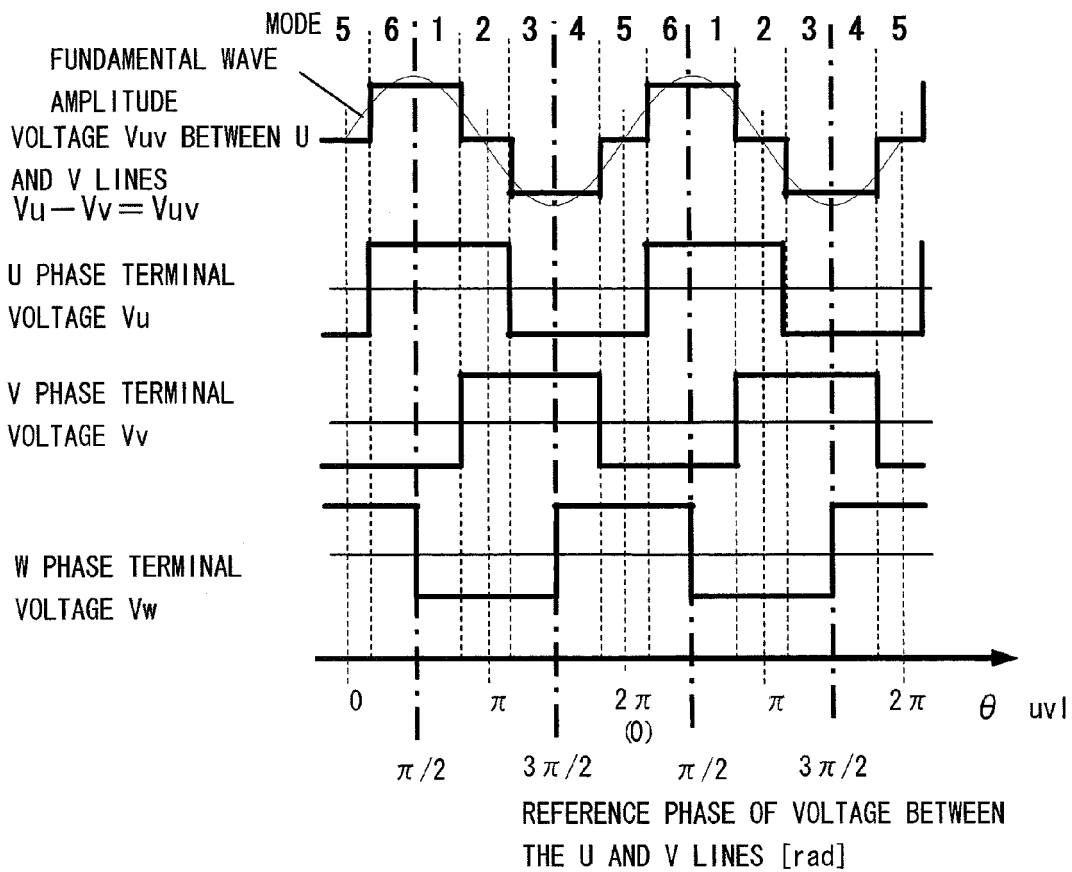 MODE 5 6 1 2 3 4 5 6 1 2 3 4 5
FUNDAMENTAL WAVE
AMPLITUDE
VOLTAGE Vuv BETWEEN U
AND V LINES
Vu－Vv＝Vuv
U PHASE TERMINAL
VOLTAGE Vu
V PHASE TERMINAL
VOLTAGE Vv
W PHASE TERMINAL
VOLTAGE Vw
0 π 2π π 2π θ uvl
(0)
π/2 3π/2 π/2 3π/2
REFERENCE PHASE OF VOLTAGE BETWEEN
THE U AND V LINES [rad]